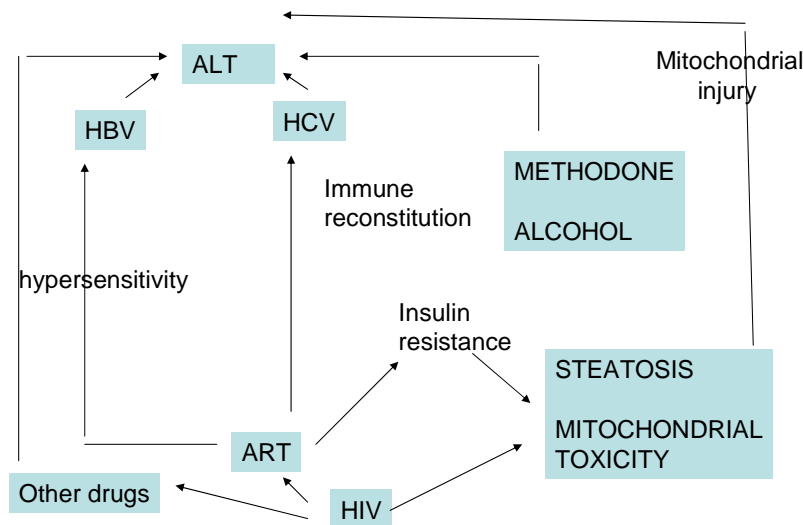 ALT
Mitochondrial
injury
HBV
HCV
METHODONE
ALCOHOL
Immune
reconstitution
hypersensitivity
Insulin
resistance
STEATOSIS
MITOCHONDRIAL
TOXICITY
ART
Other drugs
HIV